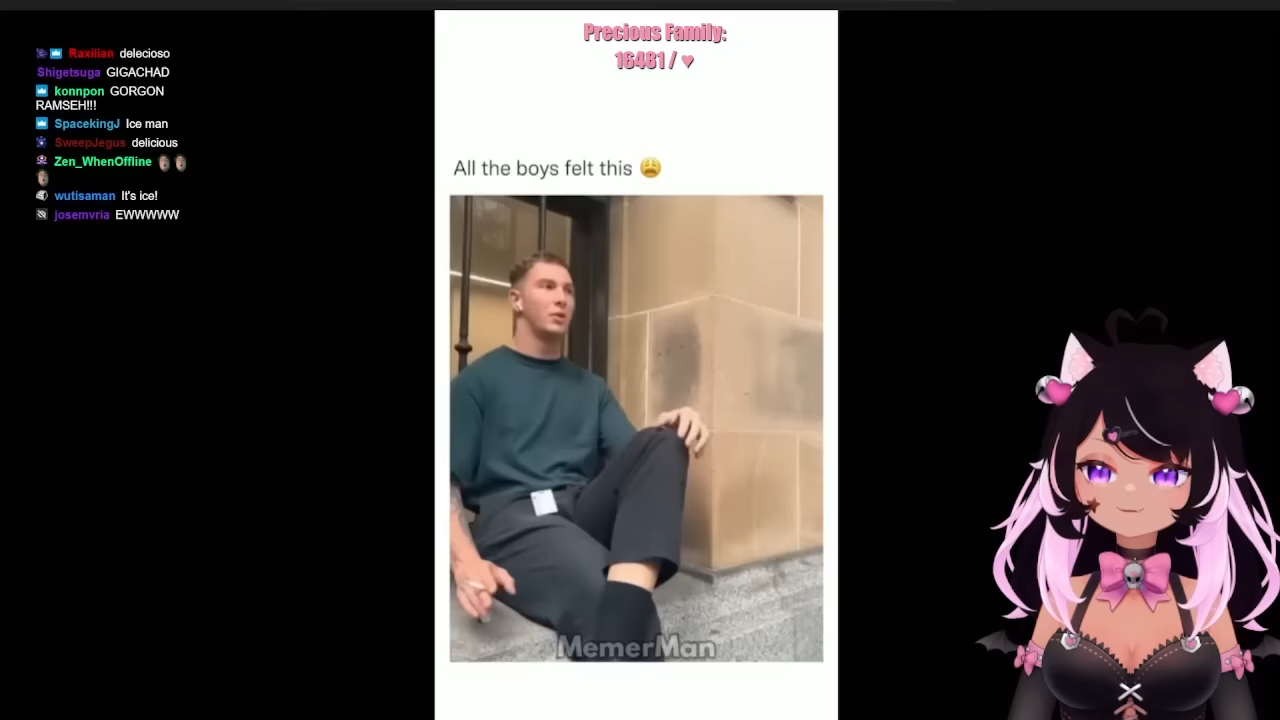 Precious Family:
16481 / ♥
Raxilian delecioso
Shigetsuga GIGACHAD
konnpon GORGON
RAMSEH!!!
SpacekingJ Ice man
SweepJegus delicious
Zen_WhenOffline
wutisaman It's ice!
josemvria EWWWWW
All the boys felt this 😩
MemerMan